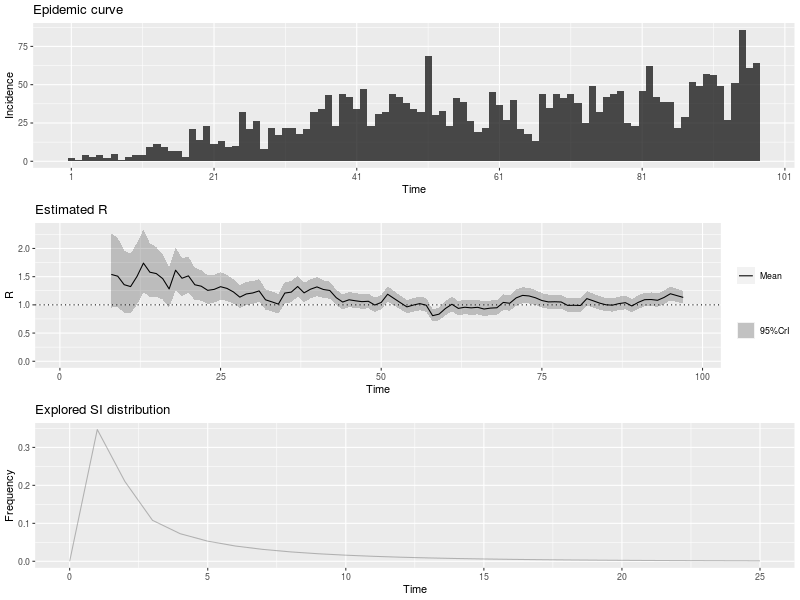 Epidemic curve
75
50
25
0
Incidence
1 21 41 61 81 101
Time
Estimated R
2.0
1.5
1.0
0.5
0.0
R
0 25 50 75 100
Time
Mean
95%CrI
Explored SI distribution
0.3
0.2
0.1
0.0
Frequency
0 5 10 15 20 25
Time